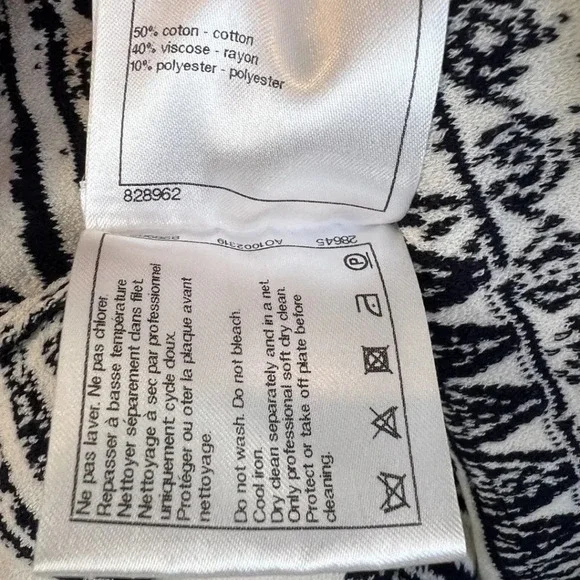 50% coton - cotton
40% viscose - rayon
10% polyester - polyester
828962
28645
Ne pas laver. Ne pas chlorer.
Repasser à basse température
Nettoyer séparement dans filet.
Nettoyage à sec par professionnel
uniquement cycle doux.
Protéger ou oter la plaque avant
nettoyage.
Do not wash. Do not bleach.
Cool iron.
Dry clean separately and in a net.
Only professional soft dry clean.
Protect or take off plate before
cleaning.
P